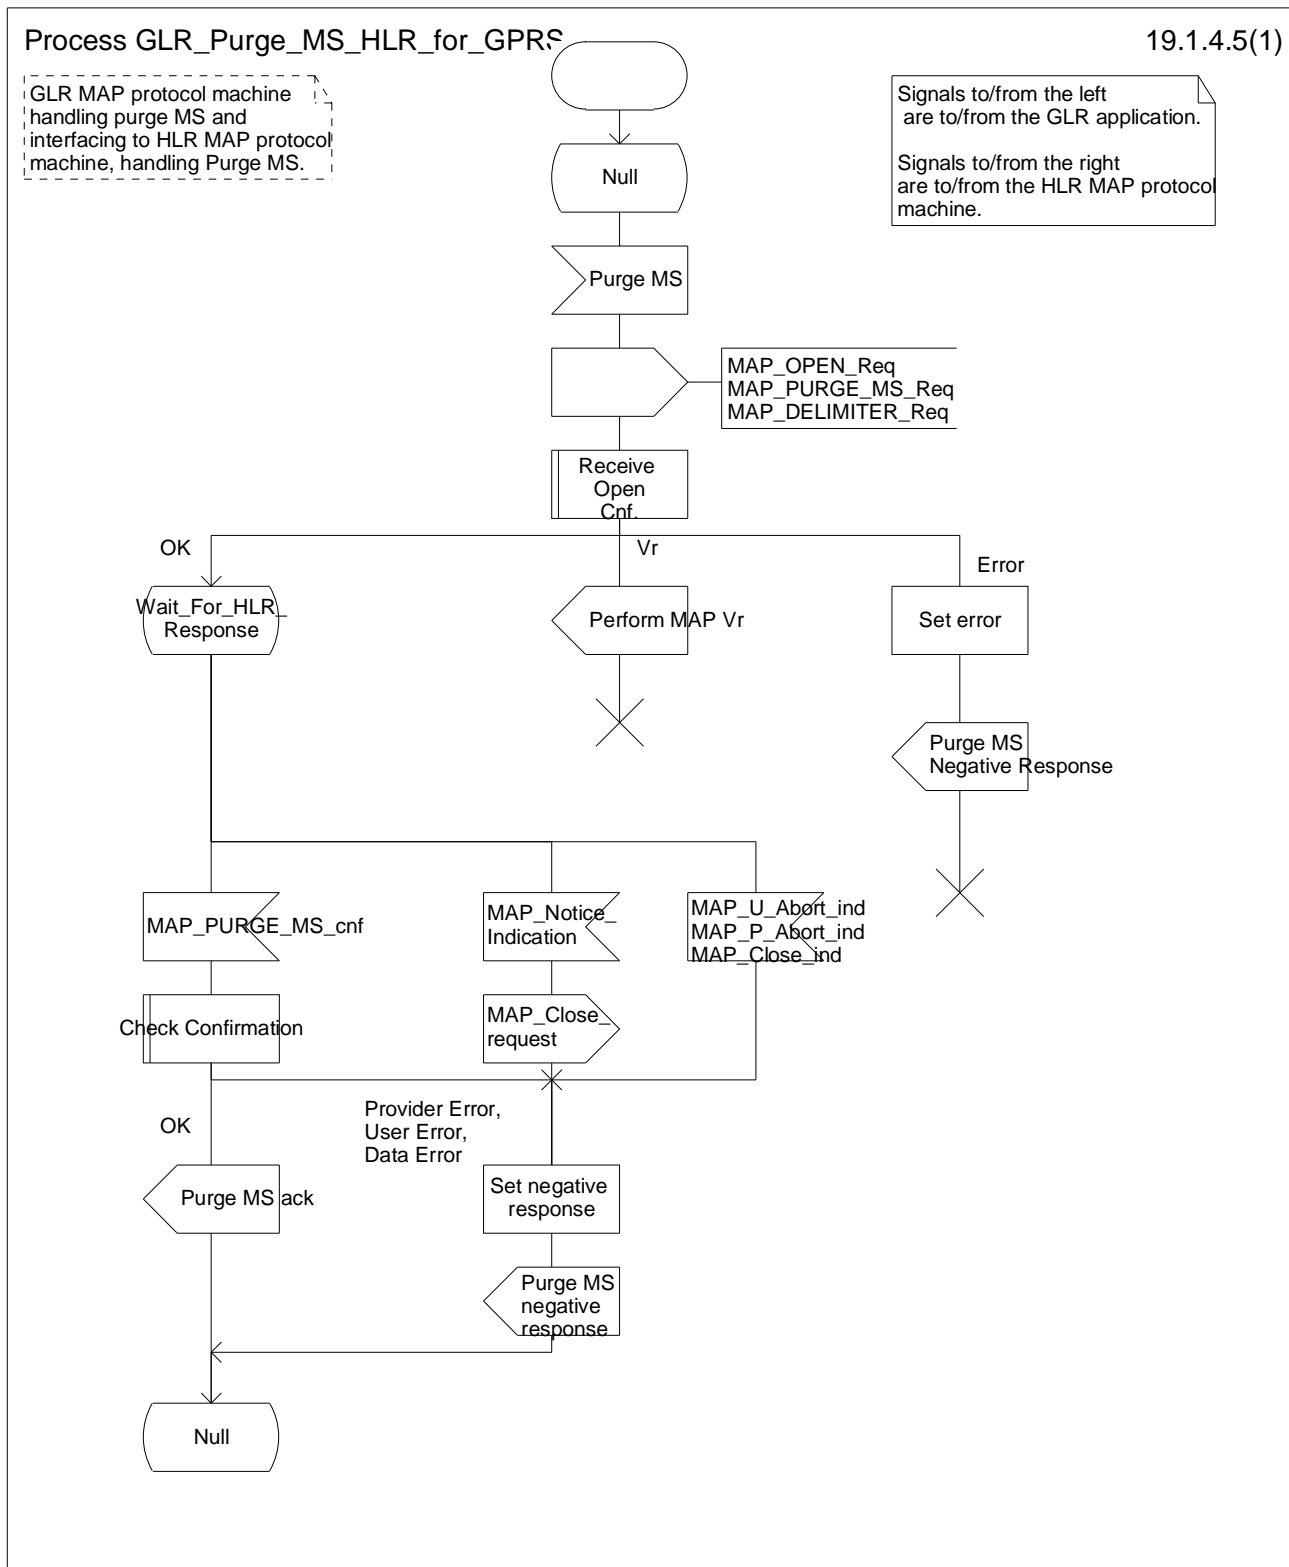 Process GLR_Purge_MS_HLR_for_GPRS
19.1.4.5(1)
GLR MAP protocol machine
handling purge MS and
interfacing to HLR MAP protocol
machine, handling Purge MS.
Signals to/from the left
are to/from the GLR application.
Signals to/from the right
are to/from the HLR MAP protocol
machine.
Null
Purge MS
MAP_OPEN_Req
MAP_PURGE_MS_Req
MAP_DELIMITER_Req
Receive
Open
Cnf.
OK
Vr
Error
Wait_For_HLR_
Response
Perform MAP Vr
Set error
Purge MS
Negative Response
MAP_PURGE_MS_cnf
MAP_Notice_
Indication
MAP_U_Abort_ind
MAP_P_Abort_ind
MAP_Close_ind
Check Confirmation
MAP_Close_
request
OK
Provider Error,
User Error,
Data Error
Purge MS ack
Set negative
response
Purge MS
negative
response
Null